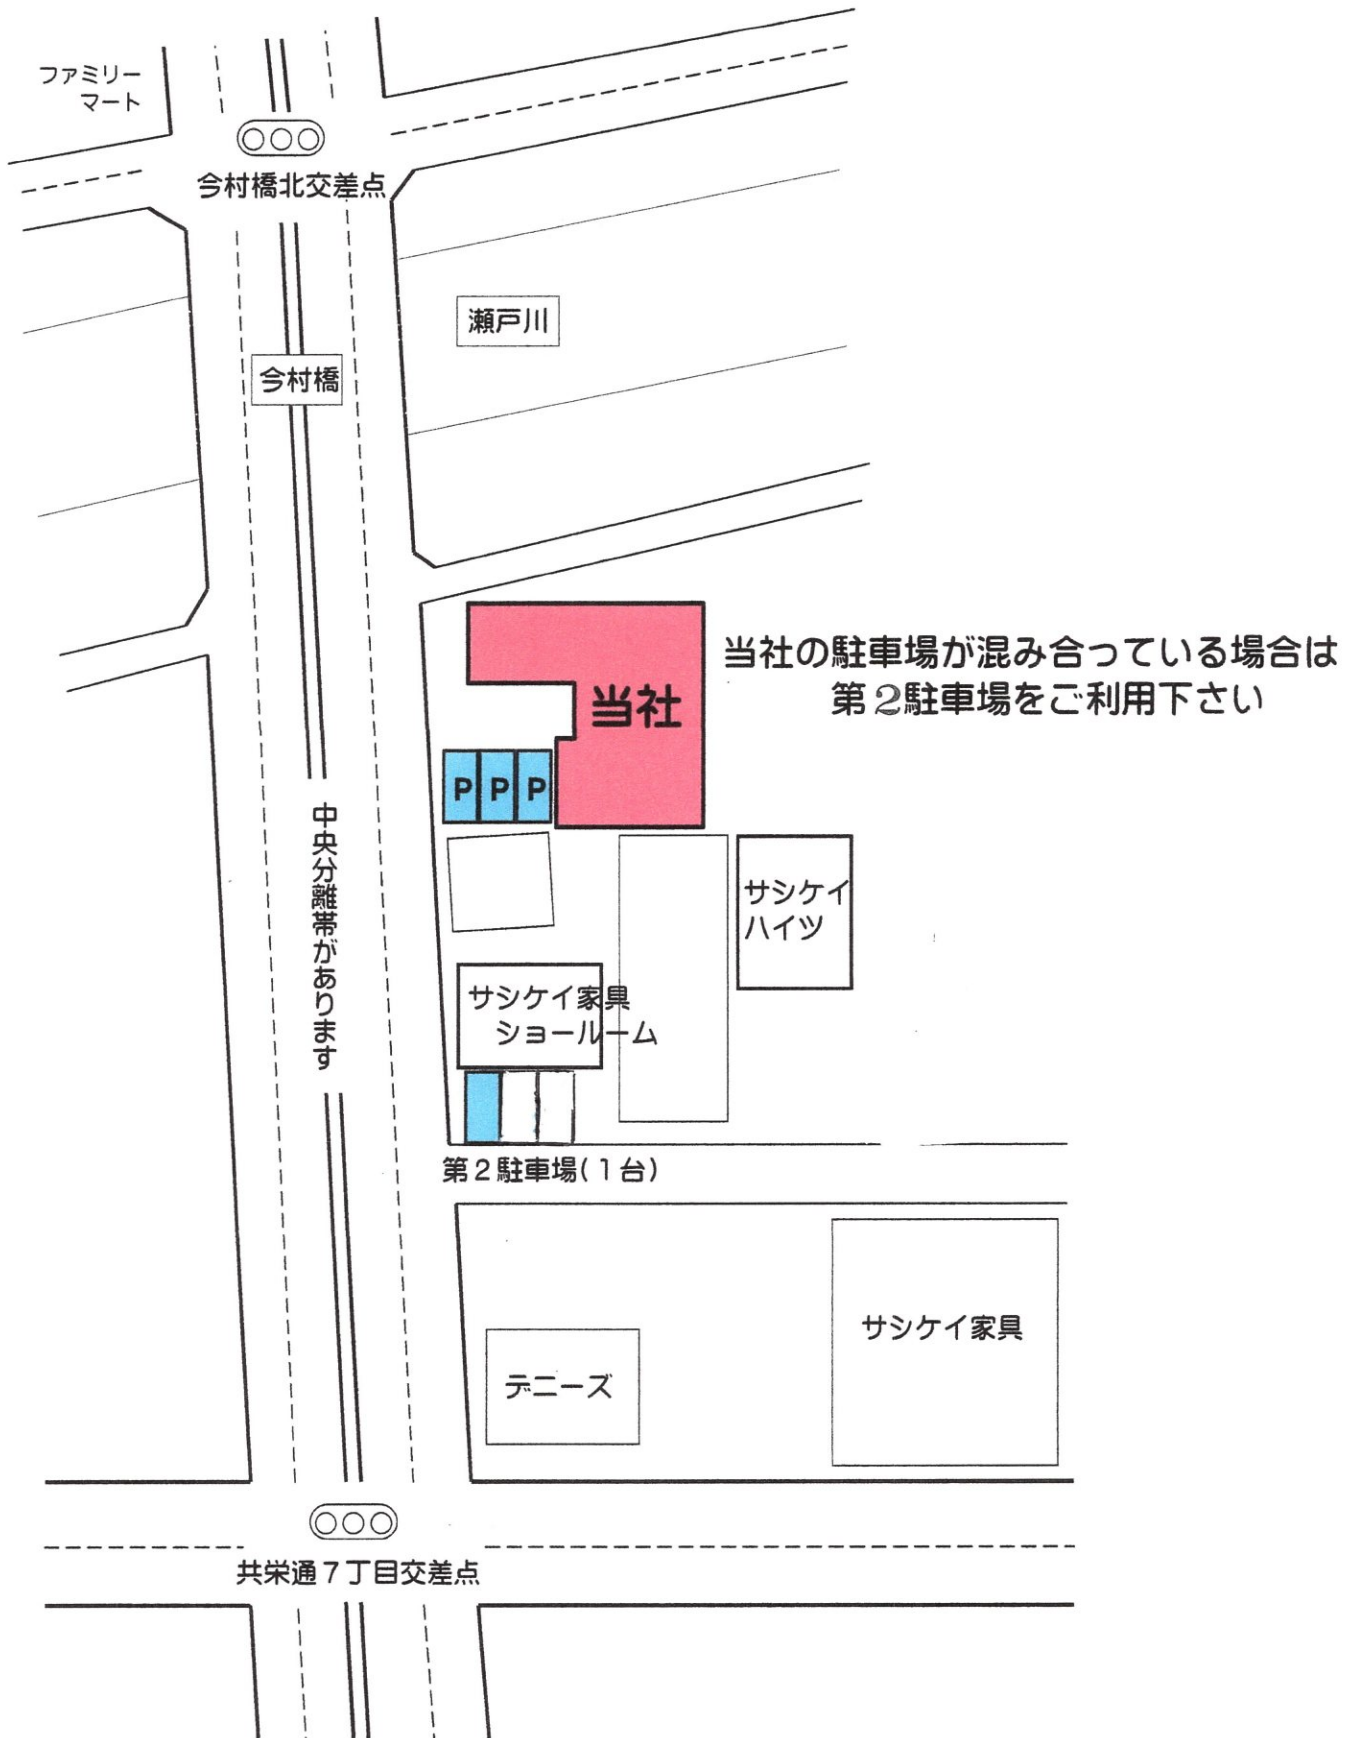 ファミリー
マート
今村橋北交差点
瀬戸川
今村橋
当社の駐車場が混み合っている場合は
第2駐車場をご利用下さい
当社
P P P
中央分離帯があります
サシケイ
ハイツ
サシケイ家具
ショールーム
第2駐車場(1台)
サシケイ家具
デニーズ
共栄通7丁目交差点